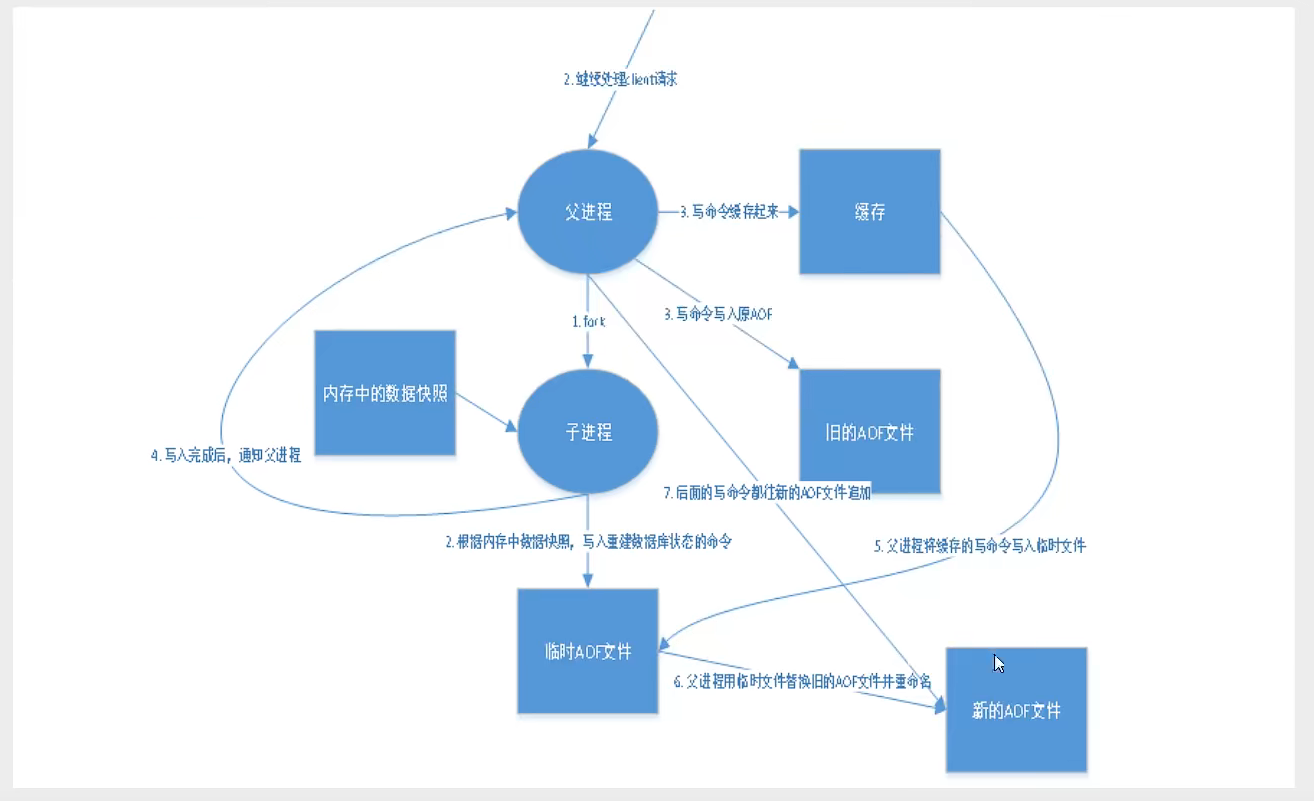 2.继续处理client请求
父进程
3.写命令缓存起来
缓存
1.fork
3.写命令写入原AOF
内存中的数据快照
子进程
旧的AOF文件
4.写入完成后，通知父进程
7.后面的写命令都往新的AOF文件追加
2.根据内存中数据快照，写入重建数据库状态的命令
5.父进程将缓存的写命令写入临时文件
临时AOF文件
6.父进程用临时文件替换旧的AOF文件并重命名
新的AOF文件